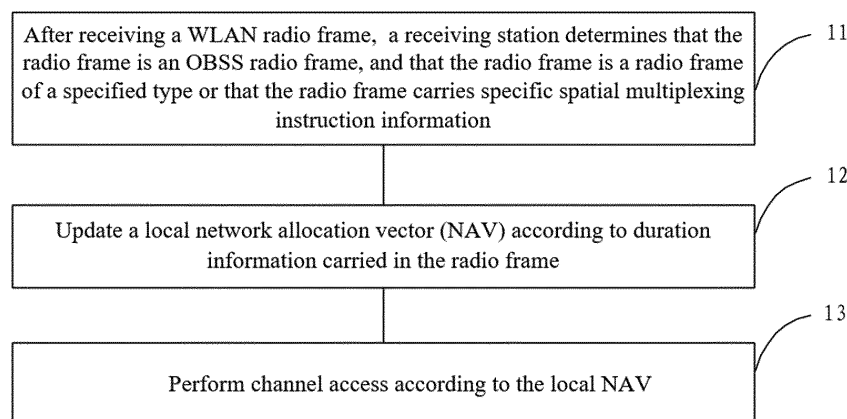 After receiving a WLAN radio frame, a receiving station determines that the
radio frame is an OBSS radio frame, and that the radio frame is a radio frame
of a specified type or that the radio frame carries specific spatial multiplexing
instruction information
11
Update a local network allocation vector (NAV) according to duration
information carried in the radio frame
12
Perform channel access according to the local NAV
13